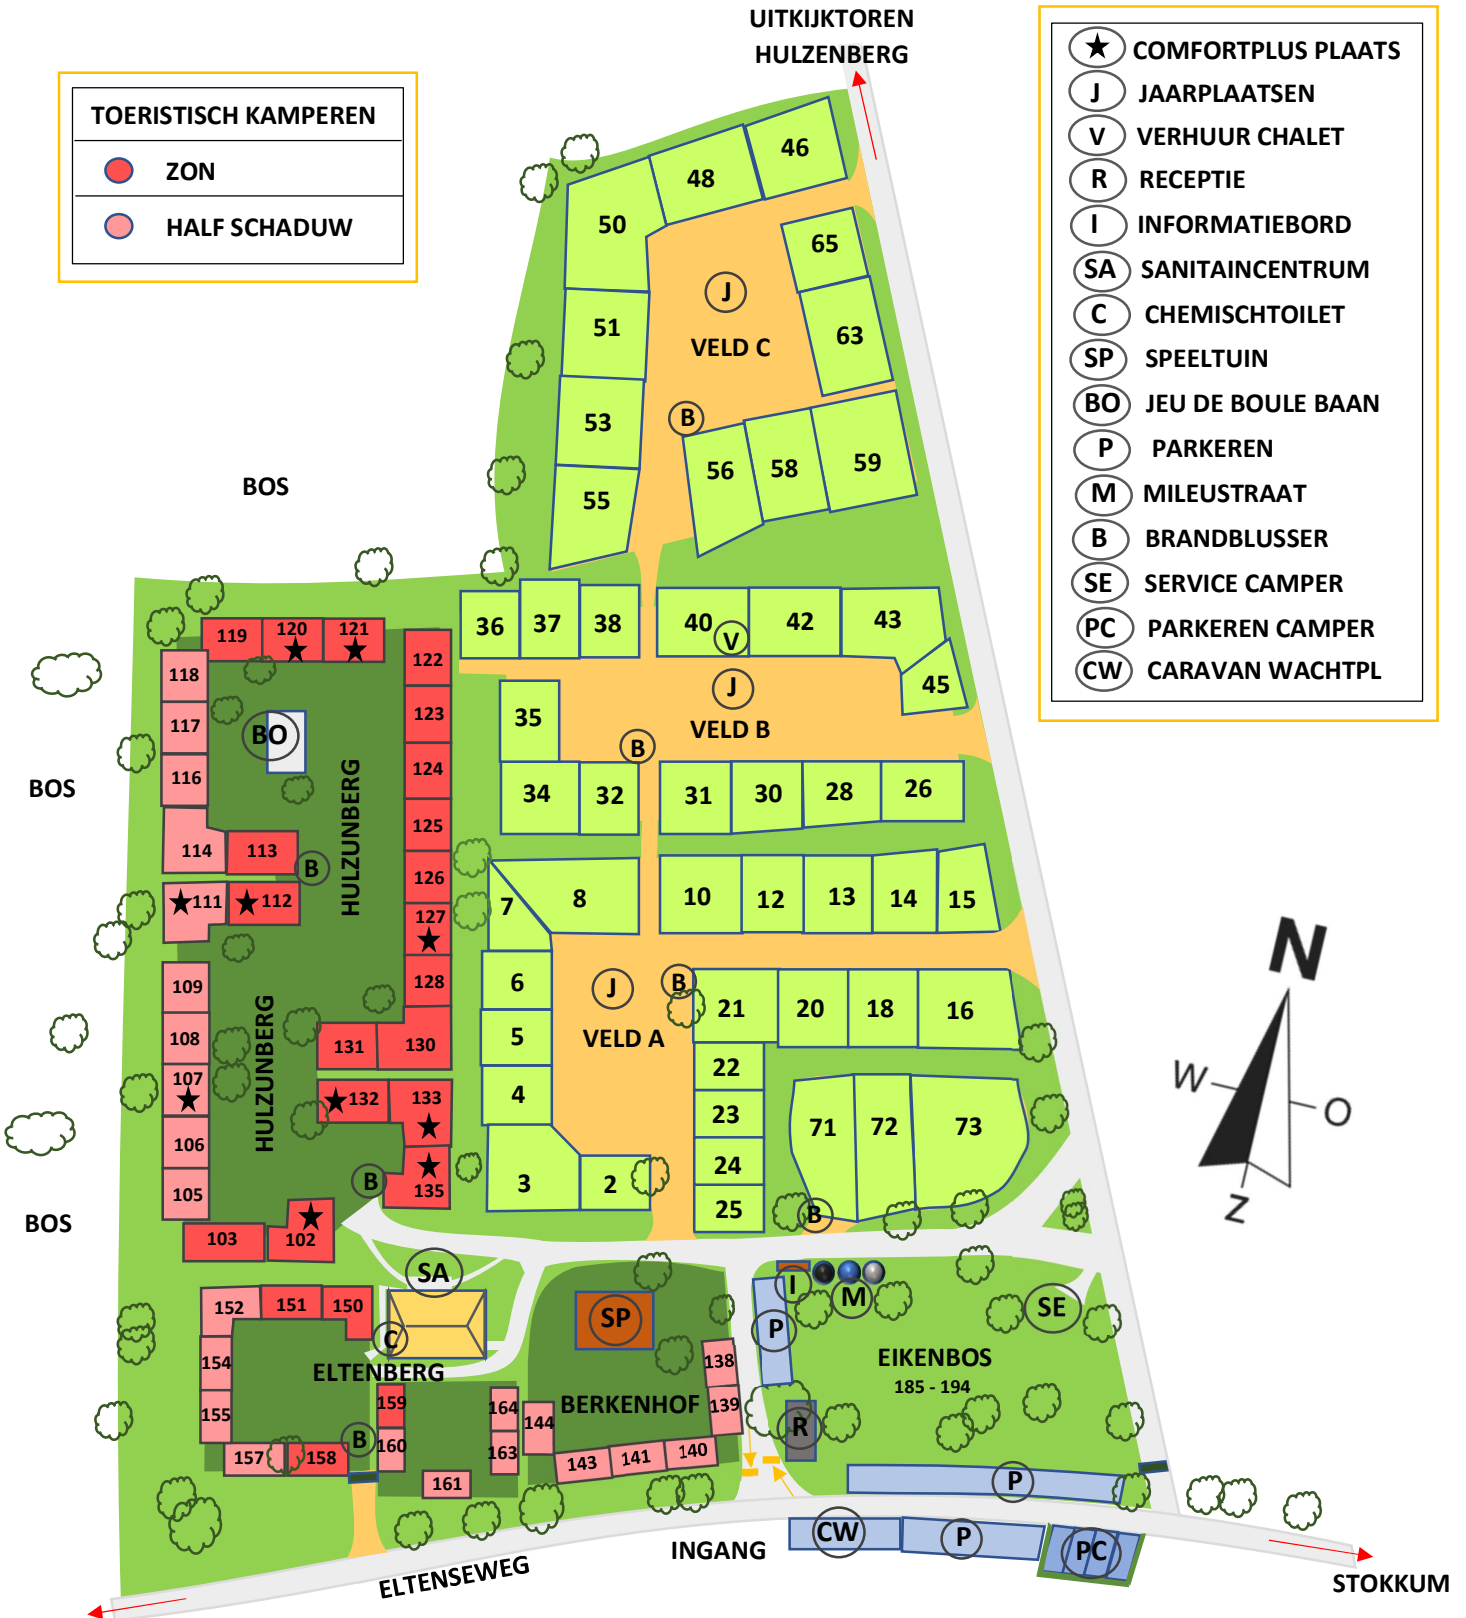 UITKIJKTOREN
HULZENBERG
TOERISTISCH KAMPEREN
ZON
HALF SCHADUW
COMFORTPLUS PLAATS
J JAARPLAATSEN
V VERHUUR CHALET
R RECEPTIE
I INFORMATIEBORD
SA SANITAINCENTRUM
C CHEMISCHTOILET
SP SPEELTUIN
BO JEU DE BOULE BAAN
P PARKEREN
M MILEUSTRAAT
B BRANDBLUSSER
SE SERVICE CAMPER
PC PARKEREN CAMPER
CW CARAVAN WACHTPL
46
48
50
65
J
51
63
VELD C
53
B
56
58
59
55
BOS
36
37
38
40
V
42
43
45
J
VELD B
35
B
34
32
31
30
28
26
7
8
10
12
13
14
15
6
J
B
21
20
18
16
5
VELD A
22
4
23
71
72
73
24
3
2
25
B
119
120
121
122
118
123
117
BO
BOS
116
124
HULZUNBERG
125
114
113
B
126
111
112
127
128
109
108
131
130
HULZUNBERG
107
132
133
106
B
135
105
BOS
103
102
SA
152
151
150
C
154
ELTENBERG
155
159
160
B
157
158
161
164
163
SP
138
139
BERKENHOF
144
143
141
140
I
M
SE
P
EIKENBOS
185 - 194
R
P
INGANG
CW
P
PC
ELTENSEWEG
STOKKUM
N
W
O
Z